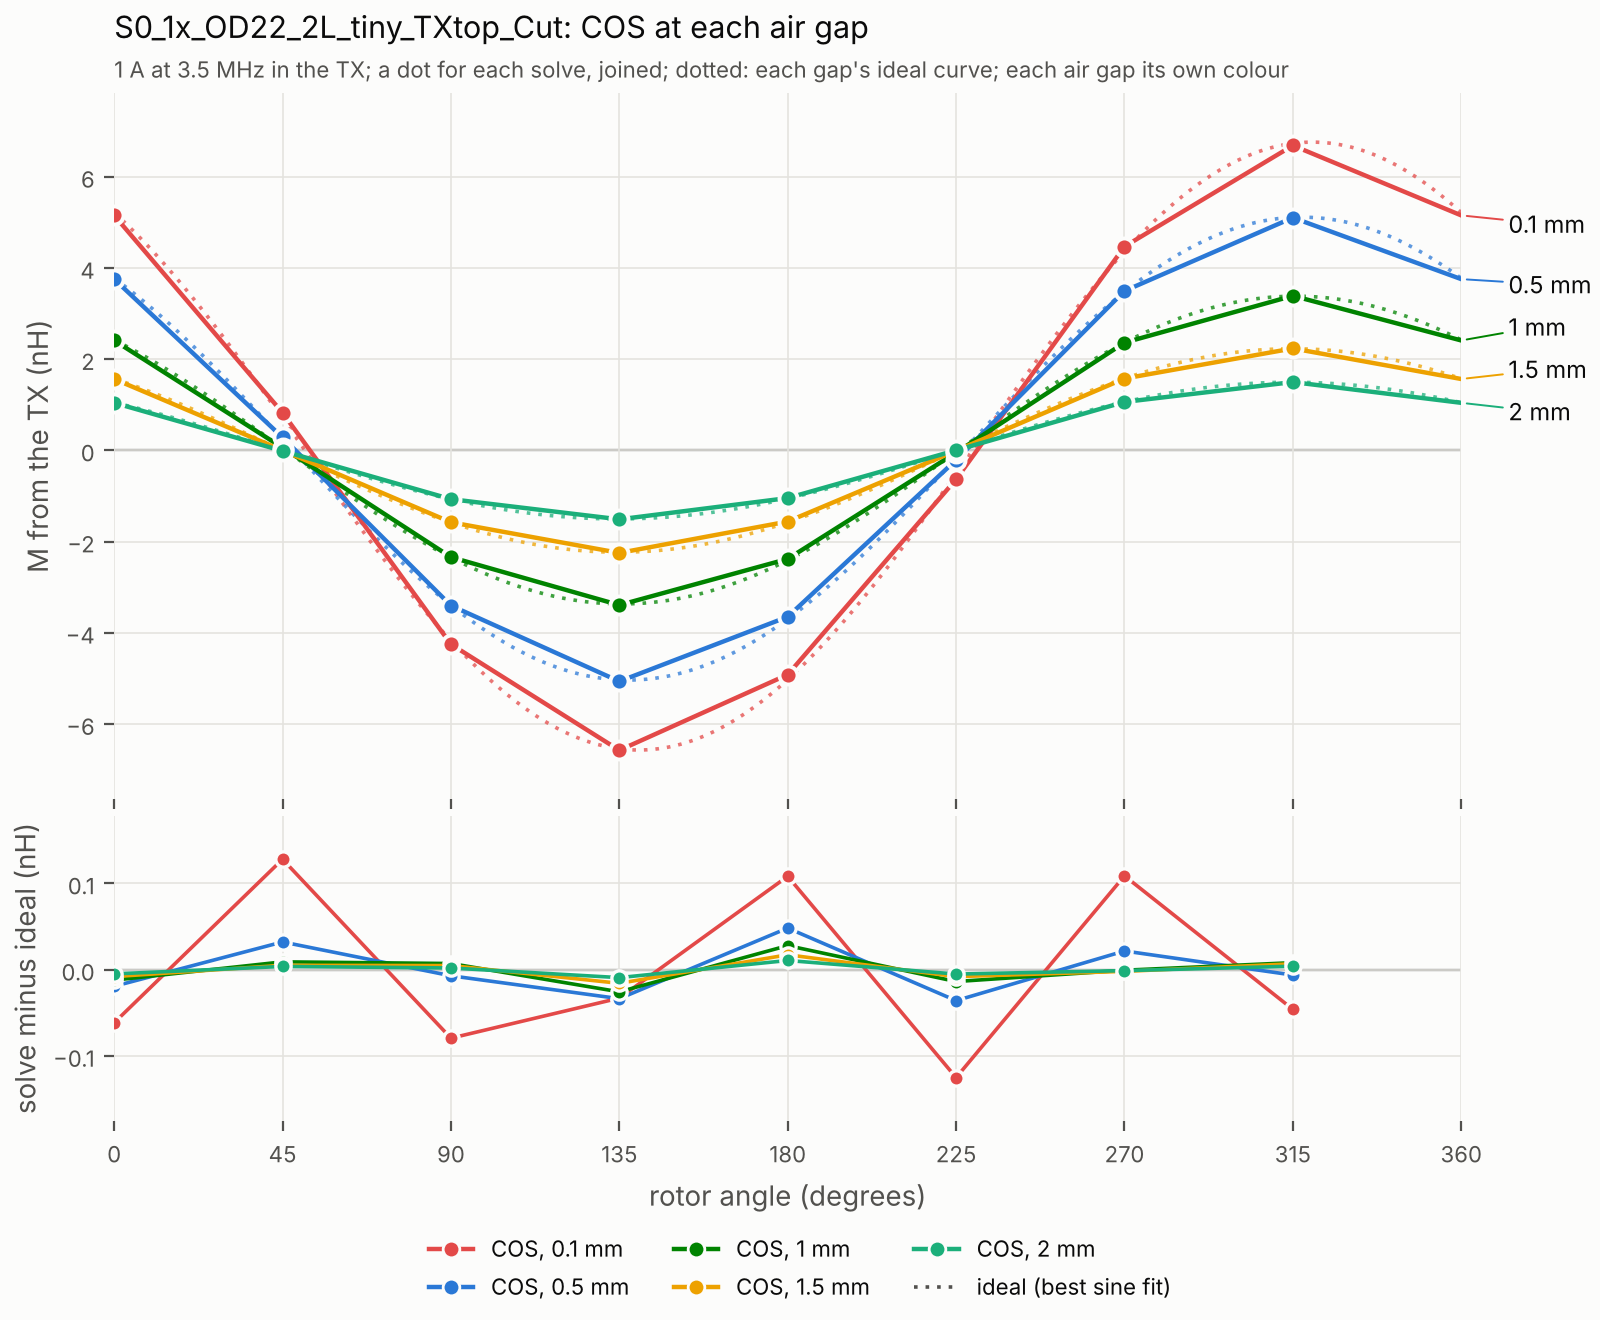 S0_1x_OD22_2L_tiny_TXtop_Cut: COS at each air gap
1 A at 3.5 MHz in the TX; a dot for each solve, joined; dotted: each gap's ideal curve; each air gap its own colour
M from the TX (nH)
6
4
2
0
−2
−4
−6
0.1 mm
0.5 mm
1 mm
1.5 mm
2 mm
solve minus ideal (nH)
0.1
0.0
−0.1
0 45 90 135 180 225 270 315 360
rotor angle (degrees)
COS, 0.1 mm COS, 1 mm COS, 2 mm
COS, 0.5 mm COS, 1.5 mm ideal (best sine fit)